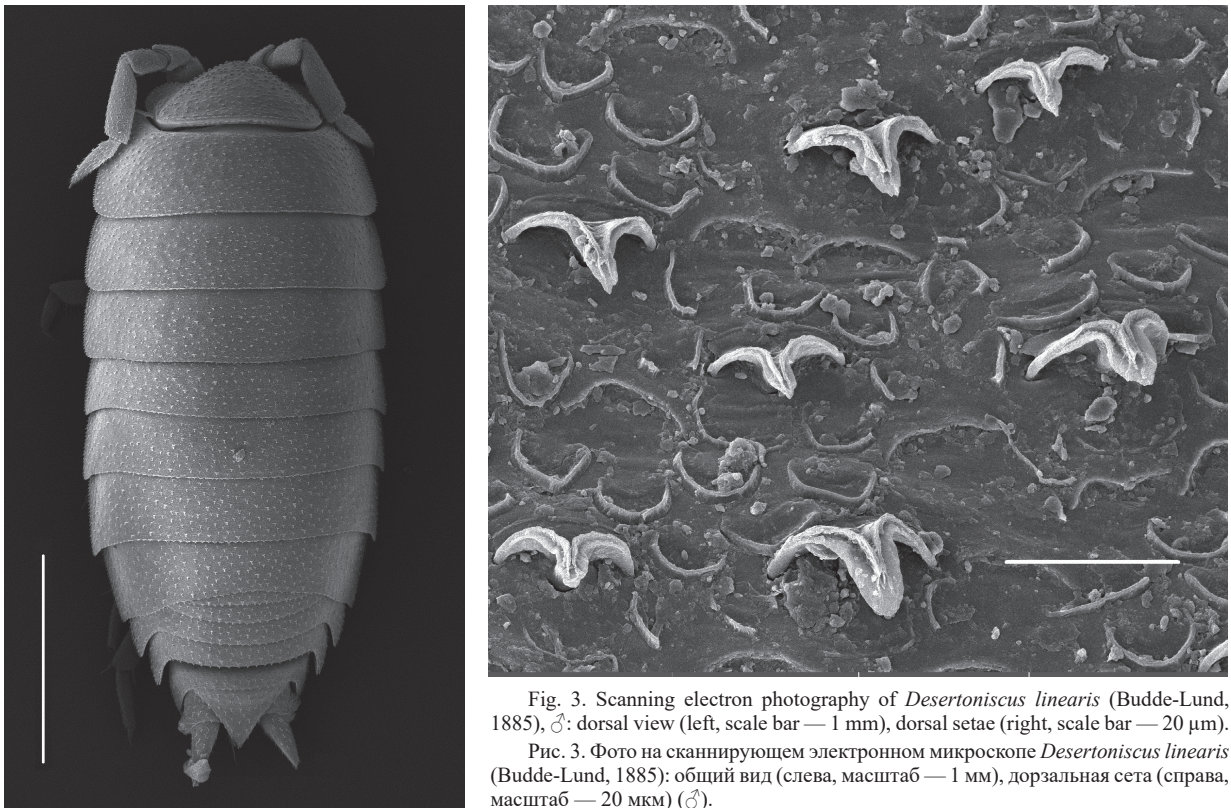 Fig. 3. Scanning electron photography of Desertoniscus linearis (Budde-Lund,
1885), ♂: dorsal view (left, scale bar — 1 mm), dorsal setae (right, scale bar — 20 μm).
Рис. 3. Фото на сканнирующем электронном микроскопе Desertoniscus linearis
(Budde-Lund, 1885): общий вид (слева, масштаб — 1 мм), дорзальная сета (справа,
масштаб — 20 мкм) (♂).